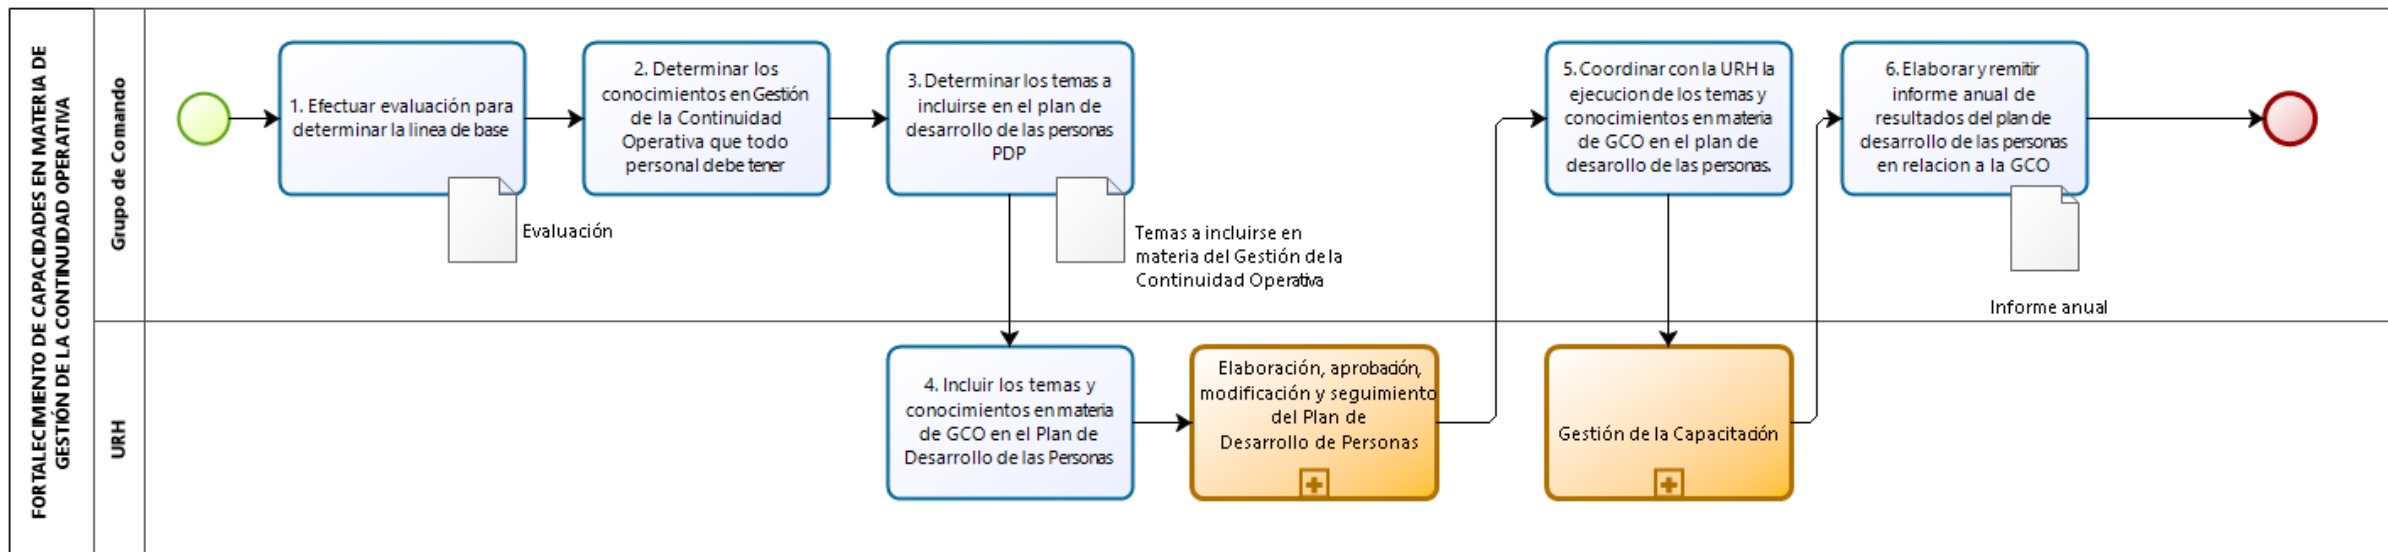 FORTALECIMIENTO DE CAPACIDADES EN MATERIA DE
GESTIÓN DE LA CONTINUIDAD OPERATIVA
Grupo de Comando
1. Efectuar evaluación para
determinar la linea de base
Evaluación
2. Determinar los
conocimientos en Gestión
de la Continuidad
Operativa que todo
personal debe tener
3. Determinar los temas a
incluirse en el plan de
desarrollo de las personas
PDP
Temas a incluirse en
materia del Gestión de la
Continuidad Operativa
5. Coordinar con la URH la
ejecucion de los temas y
conocimientos en materia
de GCO en el plan de
desarollo de las personas.
6. Elaborar y remitir
informe anual de
resultados del plan de
desarrollo de las personas
en relacion a la GCO
Informe anual
URH
4. Incluir los temas y
conocimientos en materia
de GCO en el Plan de
Desarrollo de las Personas
Elaboración, aprobación,
modificación y seguimiento
del Plan de
Desarrollo de Personas
Gestión de la Capacitación